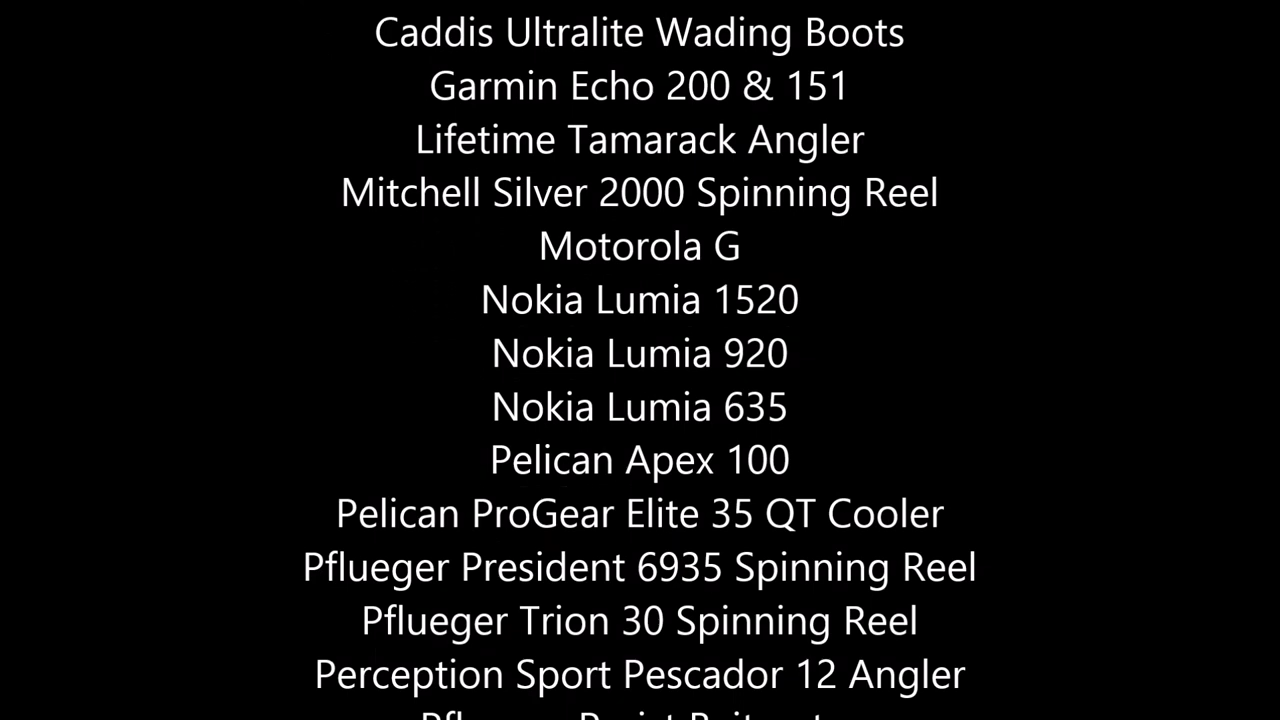 Caddis Ultralite Wading Boots
Garmin Echo 200 & 151
Lifetime Tamarack Angler
Mitchell Silver 2000 Spinning Reel
Motorola G
Nokia Lumia 1520
Nokia Lumia 920
Nokia Lumia 635
Pelican Apex 100
Pelican ProGear Elite 35 QT Cooler
Pflueger President 6935 Spinning Reel
Pflueger Trion 30 Spinning Reel
Perception Sport Pescador 12 Angler